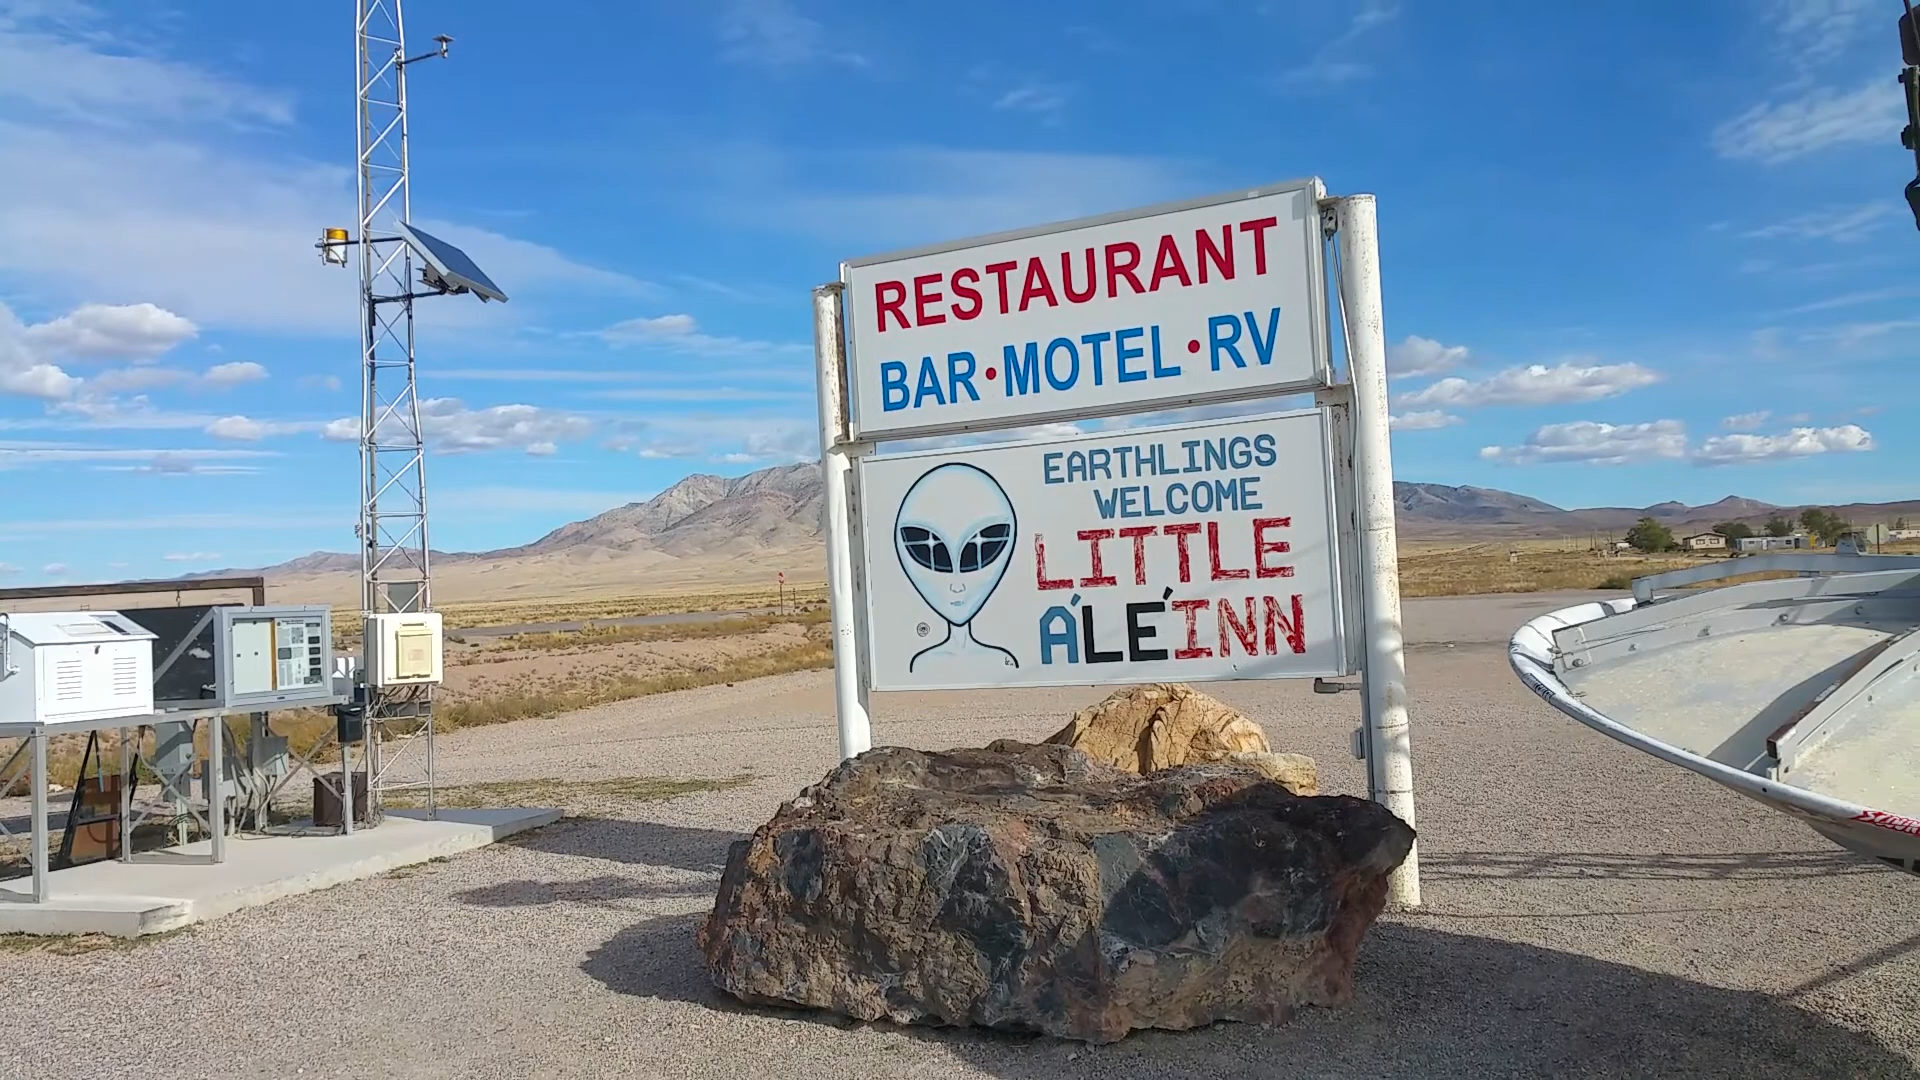 RESTAURANT
BAR•MOTEL•RV
EARTHLINGS
WELCOME
LITTLE
A'LE'INN